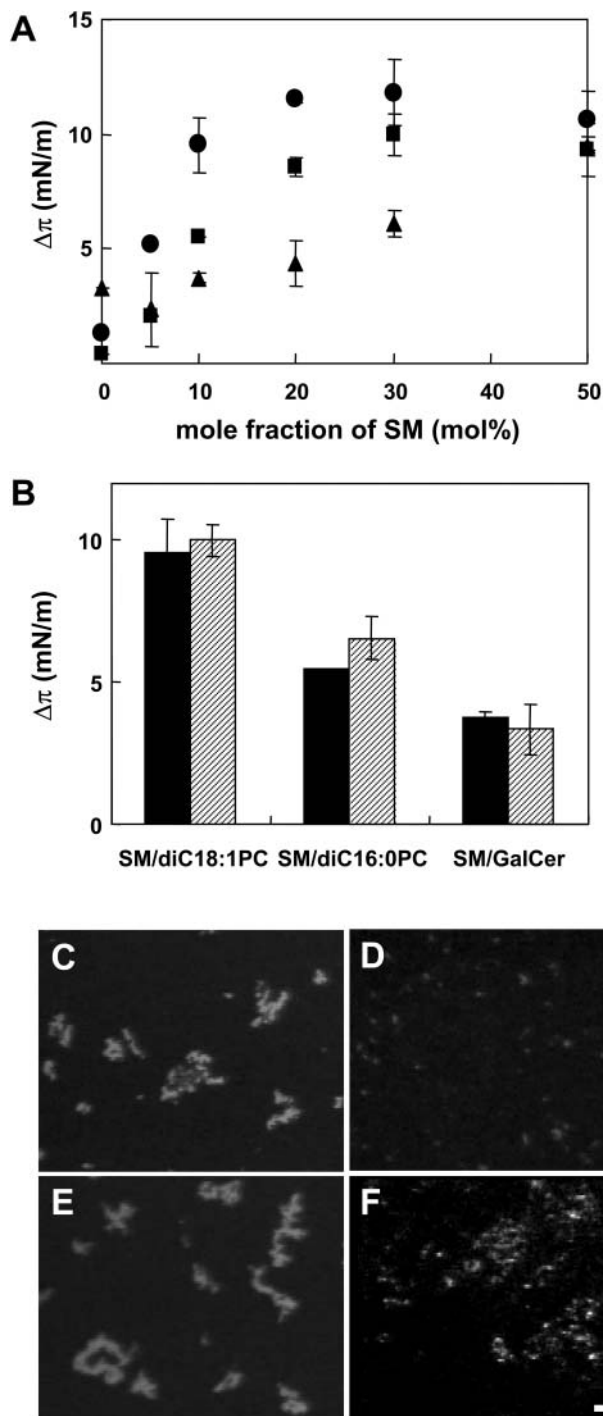 A
15
10
5
Δπ (mN/m)
0 10 20 30 40 50
mole fraction of SM (mol%)
B
10
5
0
Δπ (mN/m)
SM/diC18:1PC SM/diC16:0PC SM/GalCer
C D
E F